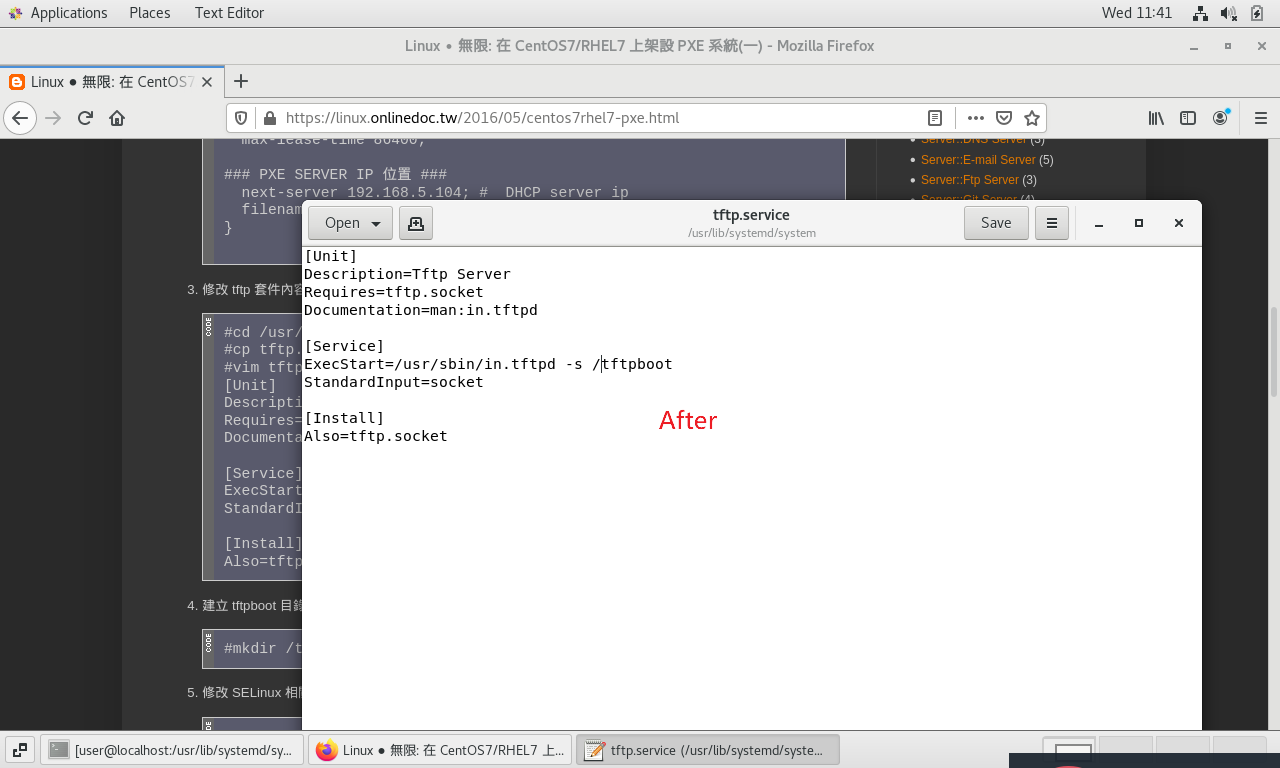 Applications Places Text Editor Wed 11:41
Linux ● 無限: 在 CentOS7/RHEL7 上架設 PXE 系統(一) - Mozilla Firefox
Linux ● 無限: 在 CentOS7
https://linux.onlinedoc.tw/2016/05/centos7rhel7-pxe.html
max-lease-time 86400;
### PXE SERVER IP 位置 ###
next-server 192.168.5.104; # DHCP server ip
filenam
}
3. 修改 tftp 套件內容
CODE
#cd /usr/
#cp tftp.
#vim tftp
[Unit]
Descripti
Requires=
Documenta
[Service]
ExecStart
StandardI
[Install]
Also=tftp
4. 建立 tftpboot 目錄
CODE
#mkdir /t
5. 修改 SELinux 相關
CODE
Server::DNS Server (3)
Server::E-mail Server (5)
Server::Ftp Server (3)
Server::Git Server (4)
Open
tftp.service
/usr/lib/systemd/system
Save
[Unit]
Description=Tftp Server
Requires=tftp.socket
Documentation=man:in.tftpd
[Service]
ExecStart=/usr/sbin/in.tftpd -s /tftpboot
StandardInput=socket
[Install]
Also=tftp.socket
After
[user@localhost:/usr/lib/systemd/sy...
Linux ● 無限: 在 CentOS7/RHEL7 上...
tftp.service (/usr/lib/systemd/syste...